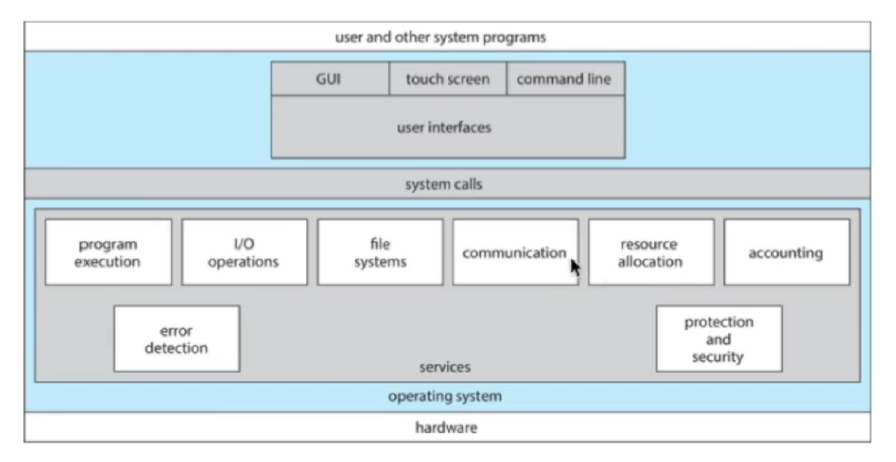 user and other system programs
GUI
touch screen
command line
user interfaces
system calls
program
execution
I/O
operations
file
systems
communication
resource
allocation
accounting
error
detection
protection
and
security
services
operating system
hardware